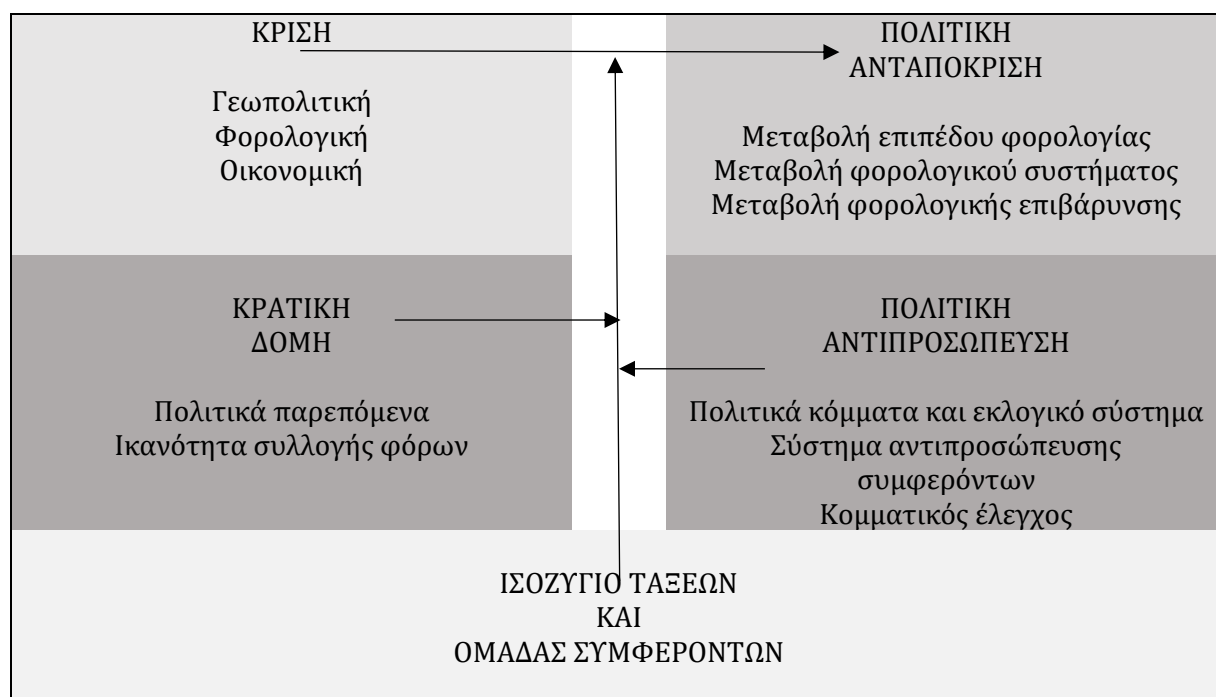 ΚΡΙΣΗ
Γεωπολιτική
Φορολογική
Οικονομική
ΠΟΛΙΤΙΚΗ
ΑΝΤΑΠΟΚΡΙΣΗ
Μεταβολή επιπέδου φορολογίας
Μεταβολή φορολογικού συστήματος
Μεταβολή φορολογικής επιβάρυνσης
ΚΡΑΤΙΚΗ
ΔΟΜΗ
Πολιτικά παρεπόμενα
Ικανότητα συλλογής φόρων
ΠΟΛΙΤΙΚΗ
ΑΝΤΙΠΡΟΣΩΠΕΥΣΗ
Πολιτικά κόμματα και εκλογικό σύστημα
Σύστημα αντιπροσώπευσης
συμφερόντων
Κομματικός έλεγχος
ΙΣΟΖΥΓΙΟ ΤΑΞΕΩΝ
ΚΑΙ
ΟΜΑΔΑΣ ΣΥΜΦΕΡΟΝΤΩΝ